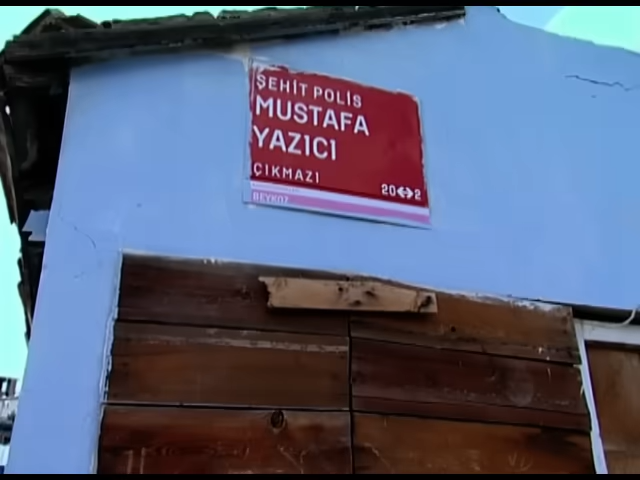 ŞEHİT POLİS
MUSTAFA
YAZICI
ÇIKMAZI
20↔2
BEYKOZ